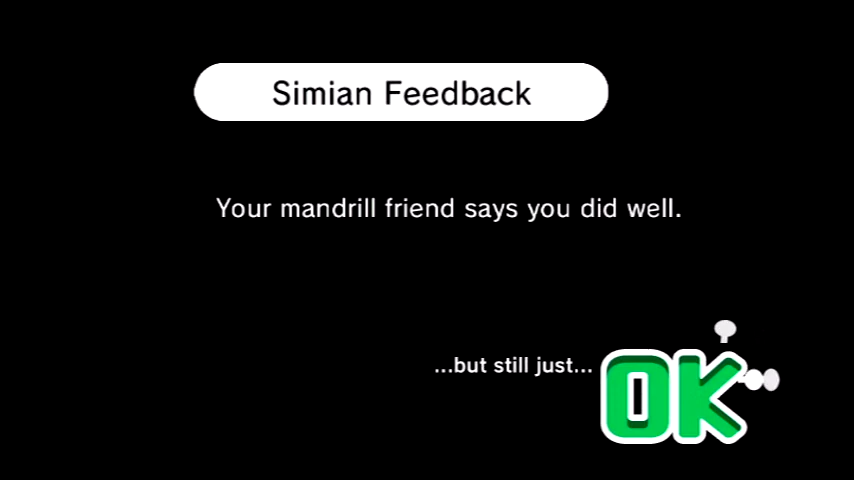 Simian Feedback
Your mandrill friend says you did well.
...but still just... OK